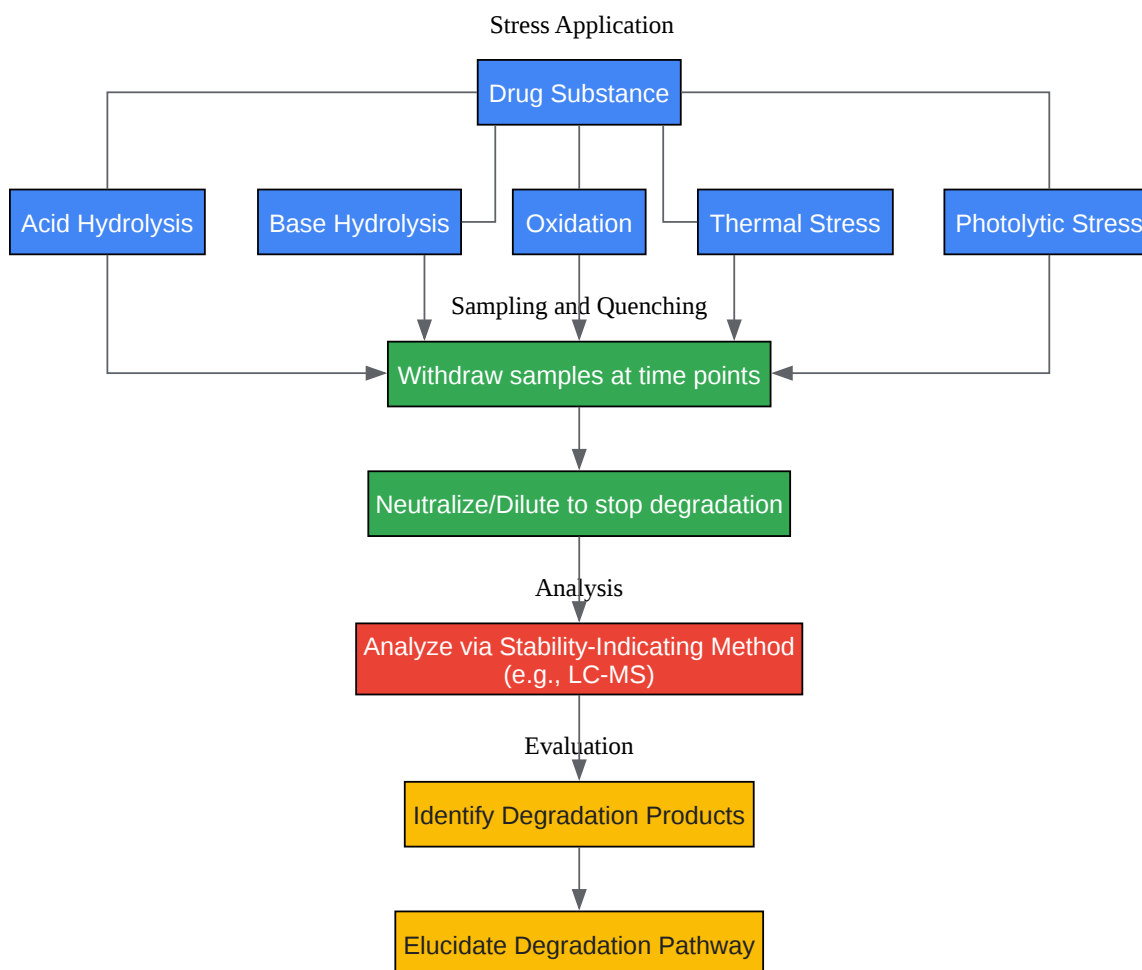 Stress Application
Drug Substance
Acid Hydrolysis
Base Hydrolysis
Oxidation
Thermal Stress
Photolytic Stress
Sampling and Quenching
Withdraw samples at time points
Neutralize/Dilute to stop degradation
Analysis
Analyze via Stability-Indicating Method
(e.g., LC-MS)
Evaluation
Identify Degradation Products
Elucidate Degradation Pathway